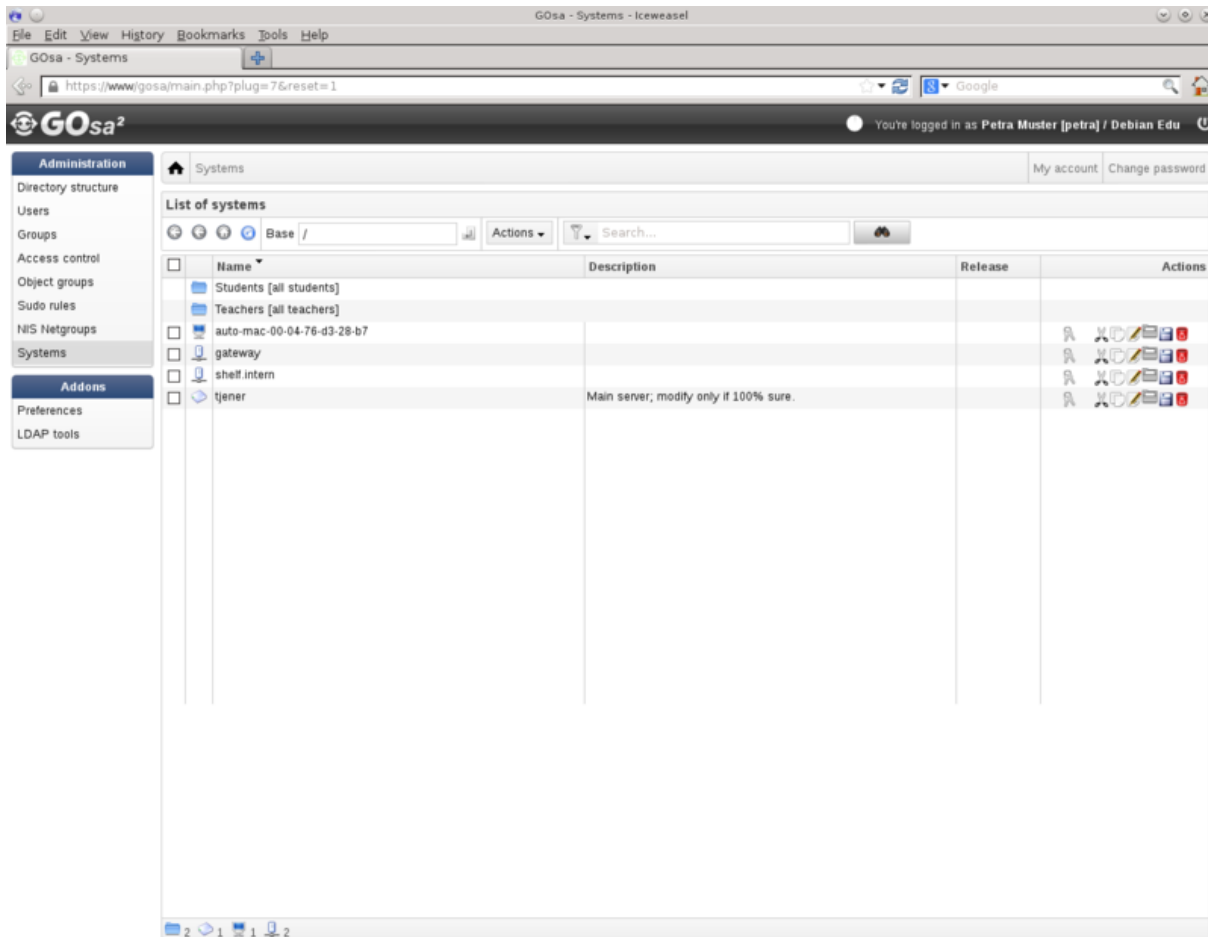 GOsa - Systems - Iceweasel
File Edit View History Bookmarks Tools Help
GOsa - Systems
https://www/gosa/main.php?plug=7&reset=1
Google
GOsa²
You're logged in as Petra Muster [petra] / Debian Edu
Administration
Directory structure
Users
Groups
Access control
Object groups
Sudo rules
NIS Netgroups
Systems
Addons
Preferences
LDAP tools
Systems
My account
Change password
List of systems
Base /
Actions
Search...
Name Description Release Actions
Students [all students]
Teachers [all teachers]
auto-mac-00-04-76-d3-28-b7
gateway
shelf.intern
tjener Main server; modify only if 100% sure.
2 1 1 2